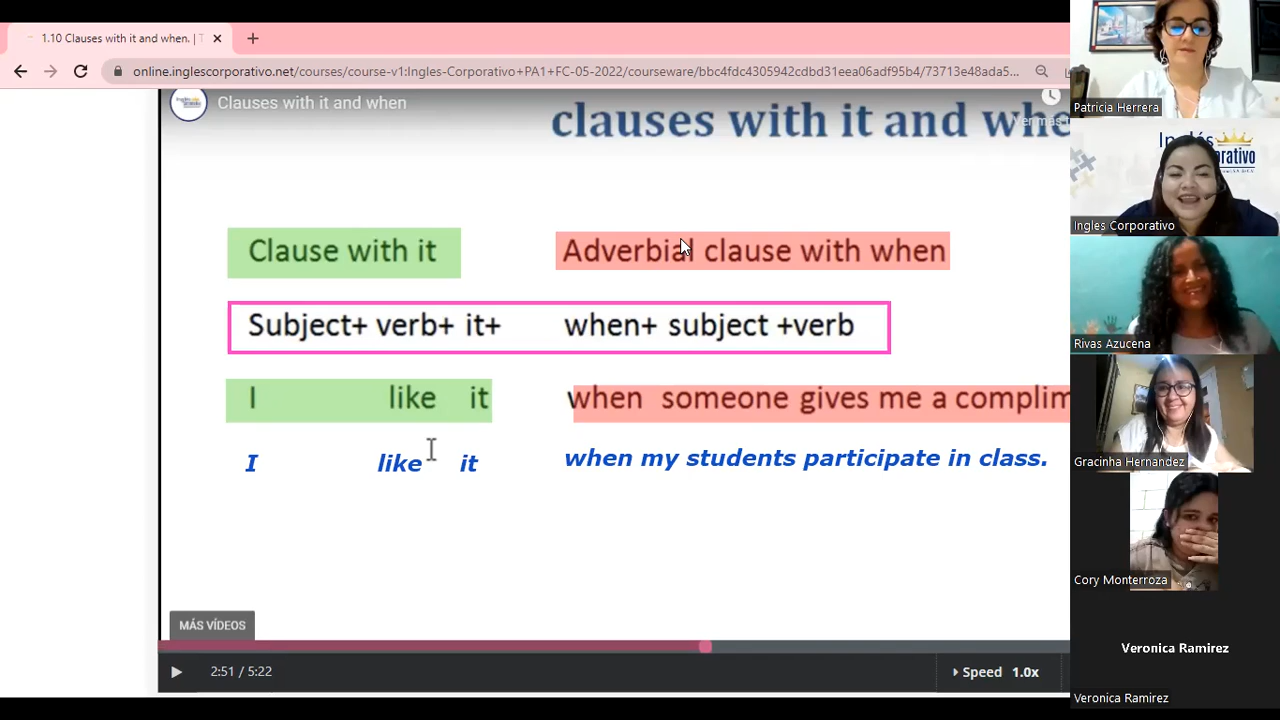 1.10 Clauses with it and when. | T
online.inglescorporativo.net/courses/course-v1:Ingles-Corporativo+PA1+FC-05-2022/courseware/bbc4fdc4305942cdbd31eea06adf95b4/73713e48ada5...
Clauses with it and when
clauses with it and whe
Clause with it Adverbial clause with when
Subject+ verb+ it+ when+ subject +verb
I like it when someone gives me a complim
I like it when my students participate in class.
MÁS VÍDEOS
2:51 / 5:22
Speed 1.0x
Patricia Herrera
Inglés
orporativo
Ingles Corporativo
Rivas Azucena
Gracinha Hernandez
Cory Monterroza
Veronica Ramirez
Veronica Ramirez